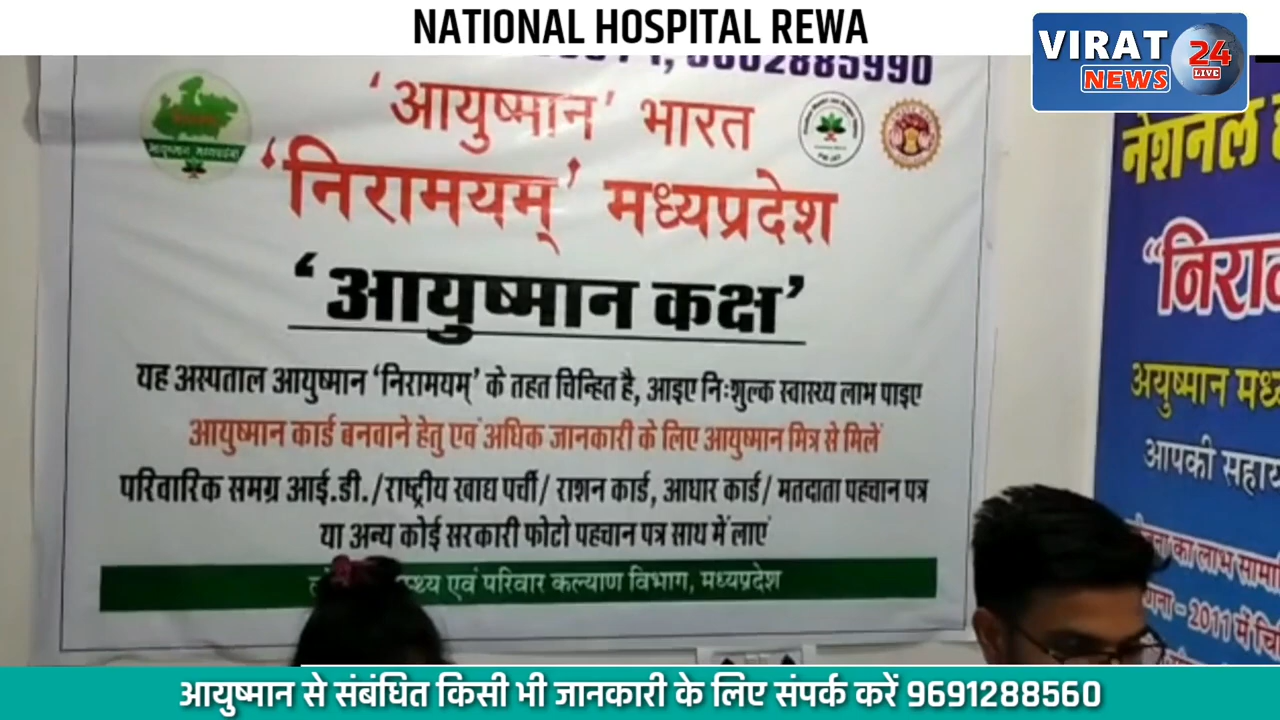 NATIONAL HOSPITAL REWA
VIRAT
24
NEWS
LIVE
'आयुष्मान' भारत
'निरामयम्' मध्यप्रदेश
'आयुष्मान कक्ष'
यह अस्पताल आयुष्मान 'निरामयम्' के तहत चिन्हित है, आइए निःशुल्क स्वास्थ्य लाभ पाइए
आयुष्मान कार्ड बनवाने हेतु एवं अधिक जानकारी के लिए आयुष्मान मित्र से मिलें
परिवारिक समग्र आई.डी./राष्ट्रीय खाद्य पर्ची/ राशन कार्ड, आधार कार्ड/ मतदाता पहचान पत्र
या अन्य कोई सरकारी फोटो पहचान पत्र साथ में लाएं
एवं परिवार कल्याण विभाग, मध्यप्रदेश
नेशनल
अयुष्मान
आपकी
का लाभ
- 2011 में
आयुष्मान से संबंधित किसी भी जानकारी के लिए संपर्क करें 9691288560